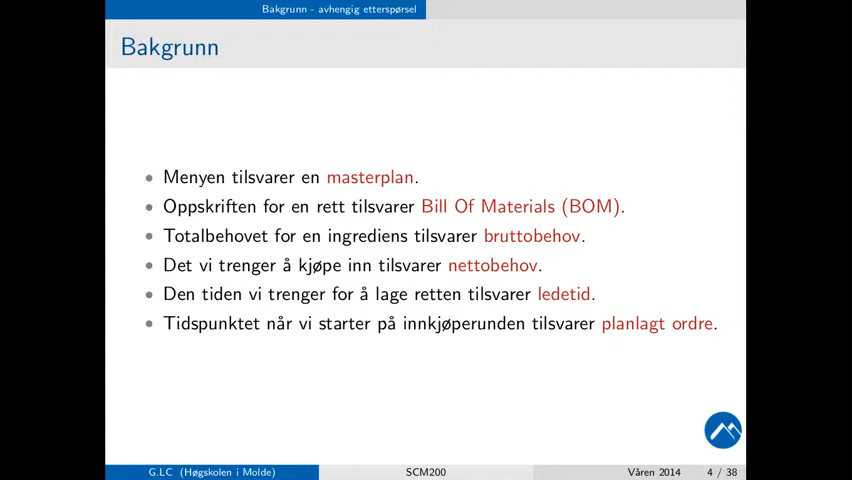 Bakgrunn - avhengig etterspørsel
Bakgrunn
• Menyen tilsvarer en masterplan.
• Oppskriften for en rett tilsvarer Bill Of Materials (BOM).
• Totalbehovet for en ingrediens tilsvarer bruttobehov.
• Det vi trenger å kjøpe inn tilsvarer nettobehov.
• Den tiden vi trenger for å lage retten tilsvarer ledetid.
• Tidspunktet når vi starter på innkjøperunden tilsvarer planlagt ordre.
G.LC (Høgskolen i Molde) SCM200 Våren 2014 4 / 38